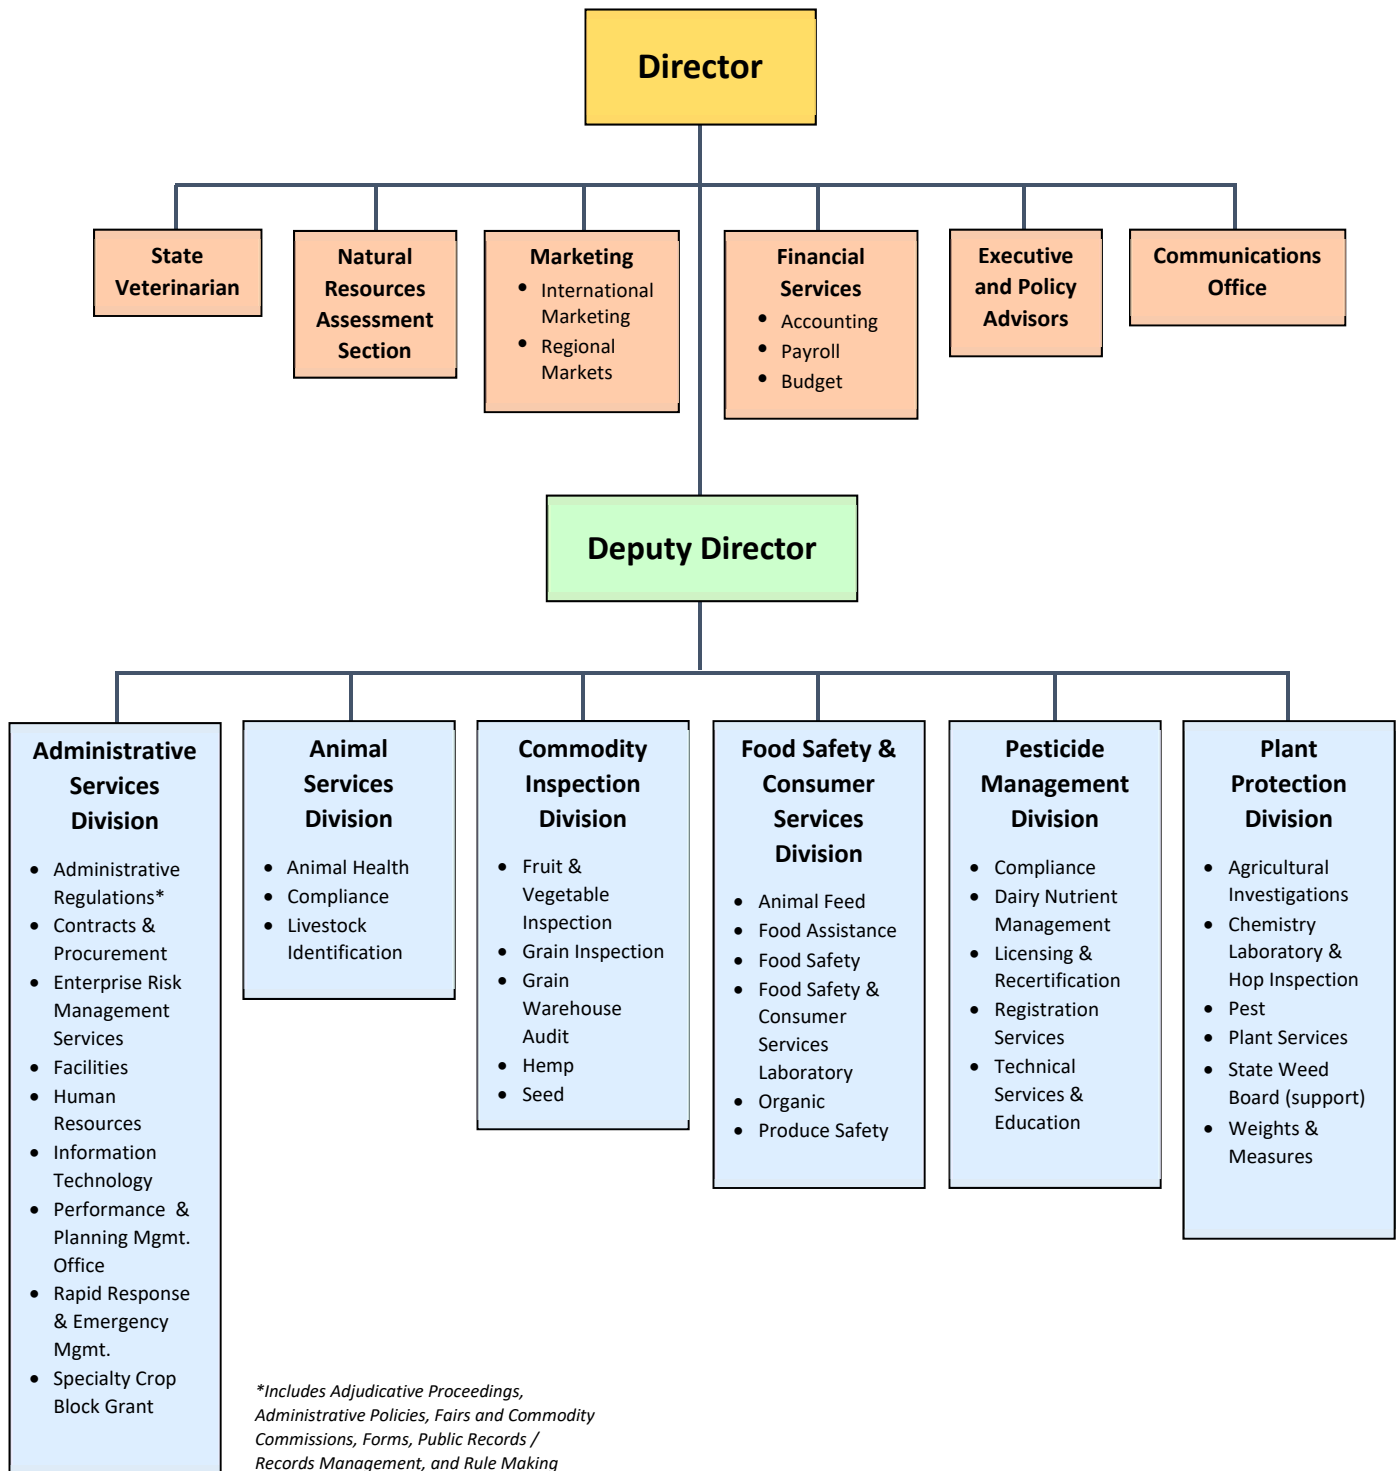 Director
State
Veterinarian
Natural
Resources
Assessment
Section
Marketing
• International
Marketing
• Regional
Markets
Financial
Services
• Accounting
• Payroll
• Budget
Executive
and Policy
Advisors
Communications
Office
Deputy Director
Administrative
Services
Division
• Administrative
Regulations*
• Contracts &
Procurement
• Enterprise Risk
Management
Services
• Facilities
• Human
Resources
• Information
Technology
• Performance &
Planning Mgmt.
Office
• Rapid Response
& Emergency
Mgmt.
• Specialty Crop
Block Grant
Animal
Services
Division
• Animal Health
• Compliance
• Livestock
Identification
Commodity
Inspection
Division
• Fruit &
Vegetable
Inspection
• Grain Inspection
• Grain
Warehouse
Audit
• Hemp
• Seed
Food Safety &
Consumer
Services
Division
• Animal Feed
• Food Assistance
• Food Safety
• Food Safety &
Consumer
Services
Laboratory
• Organic
• Produce Safety
Pesticide
Management
Division
• Compliance
• Dairy Nutrient
Management
• Licensing &
Recertification
• Registration
Services
• Technical
Services &
Education
Plant
Protection
Division
• Agricultural
Investigations
• Chemistry
Laboratory &
Hop Inspection
• Pest
• Plant Services
• State Weed
Board (support)
• Weights &
Measures
*Includes Adjudicative Proceedings,
Administrative Policies, Fairs and Commodity
Commissions, Forms, Public Records /
Records Management, and Rule Making